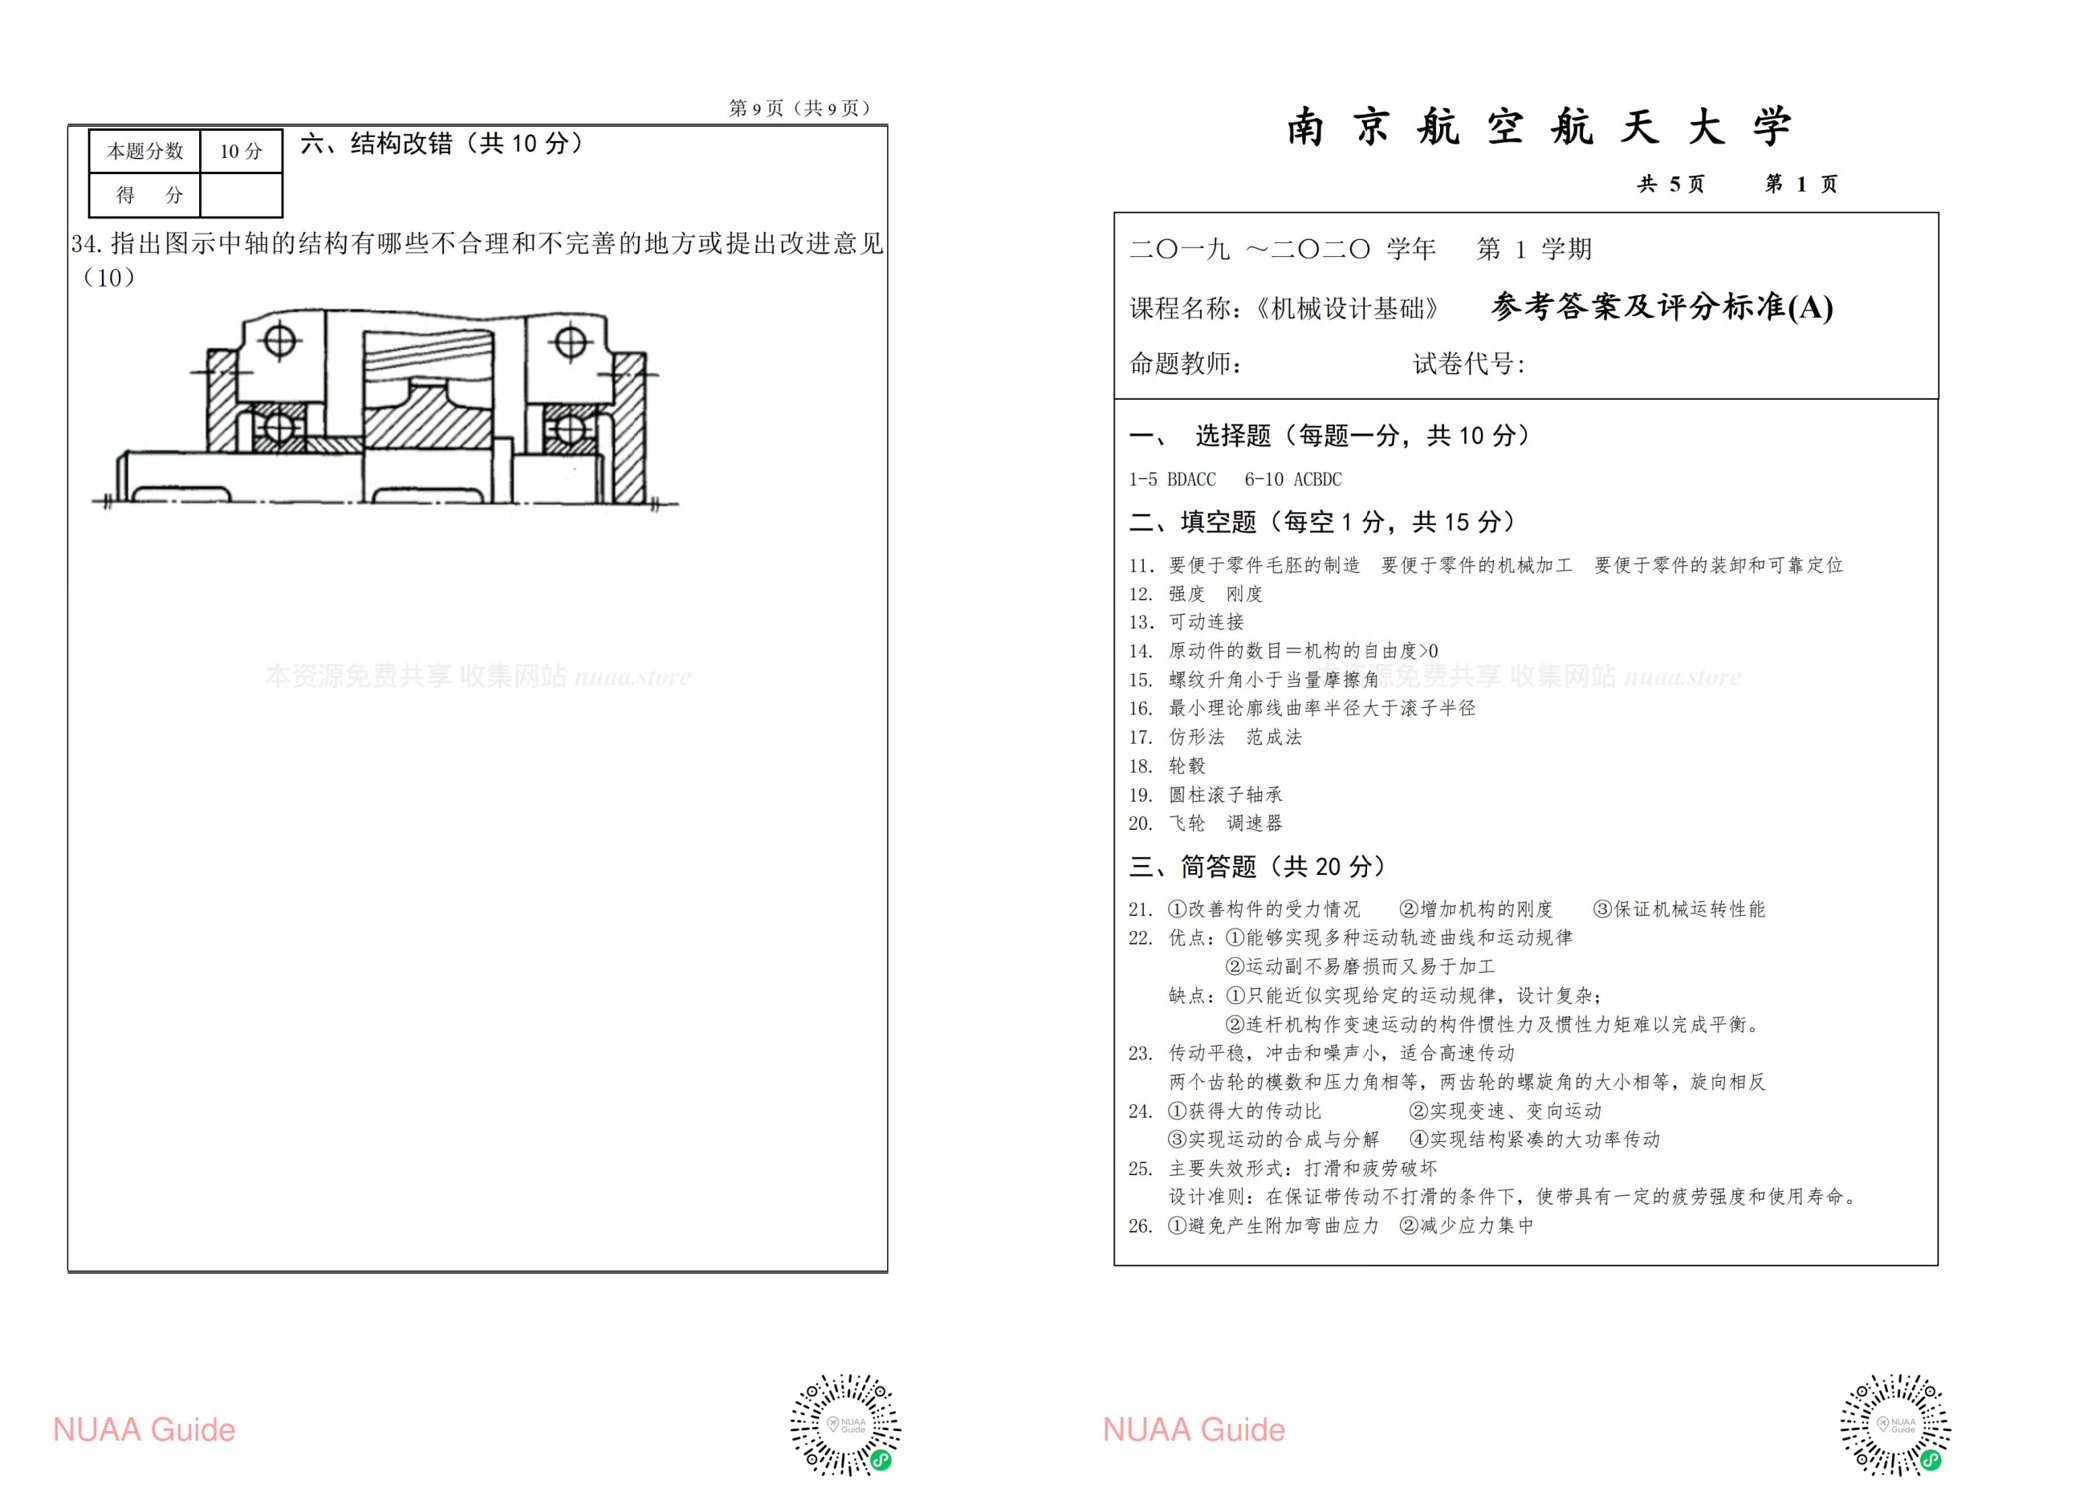 第 9 页（共 9 页）
本题分数 10 分
得 分
六、结构改错（共 10 分）
34. 指出图示中轴的结构有哪些不合理和不完善的地方或提出改进意见
（10）
本资源免费共享 收集网站 nuaa.store
NUAA Guide
NUAA
Guide
南 京 航 空 航 天 大 学
共 5 页 第 1 页
二〇一九 ～二〇二〇 学年 第 1 学期
课程名称：《机械设计基础》 参考答案及评分标准(A)
命题教师： 试卷代号：
一、 选择题（每题一分，共 10 分）
1-5 BDACC 6-10 ACBDC
二、填空题（每空 1 分，共 15 分）
11. 要便于零件毛胚的制造 要便于零件的机械加工 要便于零件的装卸和可靠定位
12. 强度 刚度
13. 可动连接
14. 原动件的数目＝机构的自由度>0
15. 螺纹升角小于当量摩擦角
本资源免费共享 收集网站 nuaa.store
16. 最小理论廓线曲率半径大于滚子半径
17. 仿形法 范成法
18. 轮毂
19. 圆柱滚子轴承
20. 飞轮 调速器
三、简答题（共 20 分）
21. ①改善构件的受力情况 ②增加机构的刚度 ③保证机械运转性能
22. 优点：①能够实现多种运动轨迹曲线和运动规律
②运动副不易磨损而又易于加工
缺点：①只能近似实现给定的运动规律，设计复杂；
②连杆机构作变速运动的构件惯性力及惯性力矩难以完成平衡。
23. 传动平稳，冲击和噪声小，适合高速传动
两个齿轮的模数和压力角相等，两齿轮的螺旋角的大小相等，旋向相反
24. ①获得大的传动比 ②实现变速、变向运动
③实现运动的合成与分解 ④实现结构紧凑的大功率传动
25. 主要失效形式：打滑和疲劳破坏
设计准则：在保证带传动不打滑的条件下，使带具有一定的疲劳强度和使用寿命。
26. ①避免产生附加弯曲应力 ②减少应力集中
NUAA Guide
NUAA
Guide